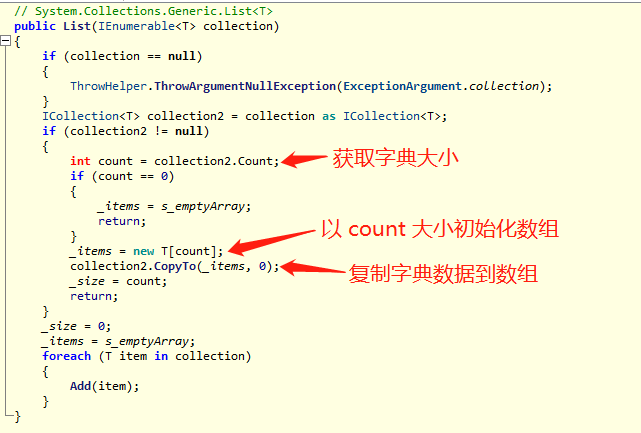 // System.Collections.Generic.List<T>
public List(IEnumerable<T> collection)
{
    if (collection == null)
    {
        ThrowHelper.ThrowArgumentNullException(ExceptionArgument.collection);
    }
    ICollection<T> collection2 = collection as ICollection<T>;
    if (collection2 != null)
    {
        int count = collection2.Count; 获取字典大小
        if (count == 0)
        {
            _items = s_emptyArray;
            return;
        }
        _items = new T[count]; 以 count 大小初始化数组
        collection2.CopyTo(_items, 0); 复制字典数据到数组
        _size = count;
        return;
    }
    _size = 0;
    _items = s_emptyArray;
    foreach (T item in collection)
    {
        Add(item);
    }
}